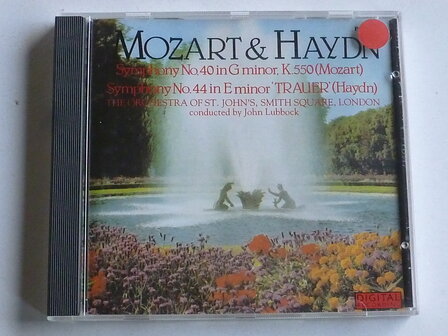 MOZART & HAYDN
Symphony No. 40 in G minor, K.550 (Mozart)
Symphony No. 44 in E minor 'TRAUER' (Haydn)
THE ORCHESTRA OF ST. JOHN'S, SMITH SQUARE, LONDON
conducted by John Lubbock
DIGITAL